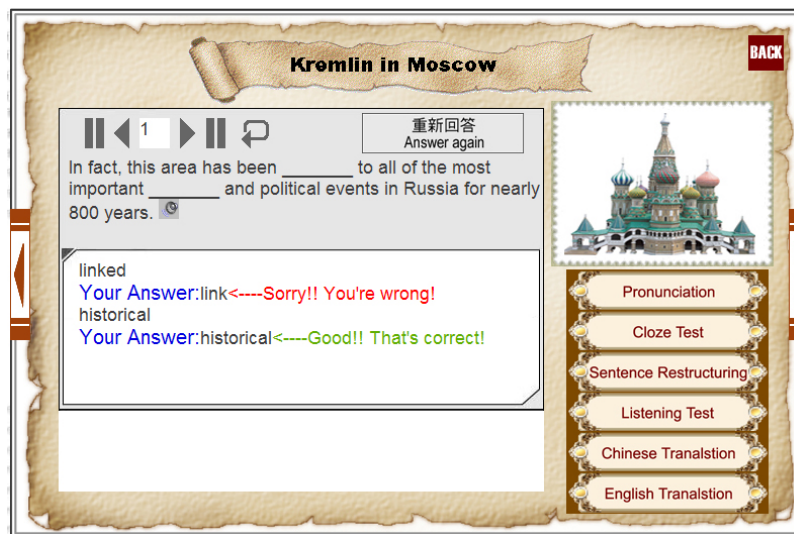 Kremlin in Moscow
BACK
1
重新回答
Answer again
In fact, this area has been _______ to all of the most
important _______ and political events in Russia for nearly
800 years.
linked
Your Answer:link<----Sorry!! You're wrong!
historical
Your Answer:historical<----Good!! That's correct!
Pronunciation
Cloze Test
Sentence Restructuring
Listening Test
Chinese Tranalstion
English Tranalstion